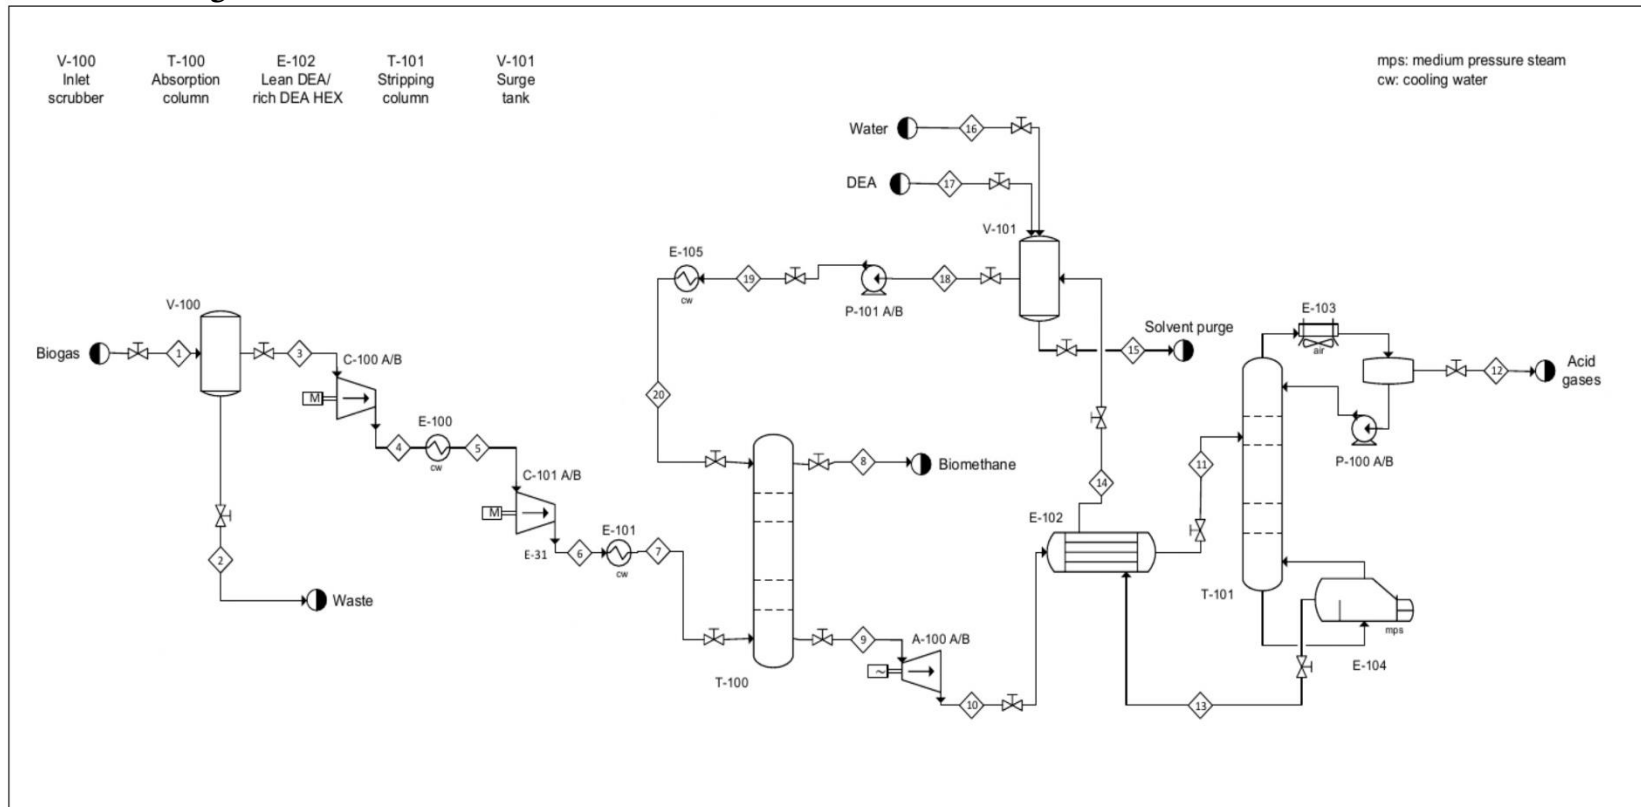 V-100
Inlet
scrubber
T-100
Absorption
column
E-102
Lean DEA/
rich DEA HEX
T-101
Stripping
column
V-101
Surge
tank
mps: medium pressure steam
cw: cooling water
Water
16
DEA
17
V-101
E-105
cw
19
P-101 A/B
18
Solvent purge
15
E-103
air
Acid
gases
12
V-100
Biogas
1
3
C-100 A/B
M
E-100
4
5
cw
20
P-100 A/B
C-101 A/B
M
8
Biomethane
11
14
E-102
E-31
6
E-101
7
cw
2
Waste
T-101
mps
E-104
9
A-100 A/B
~
T-100
10
13